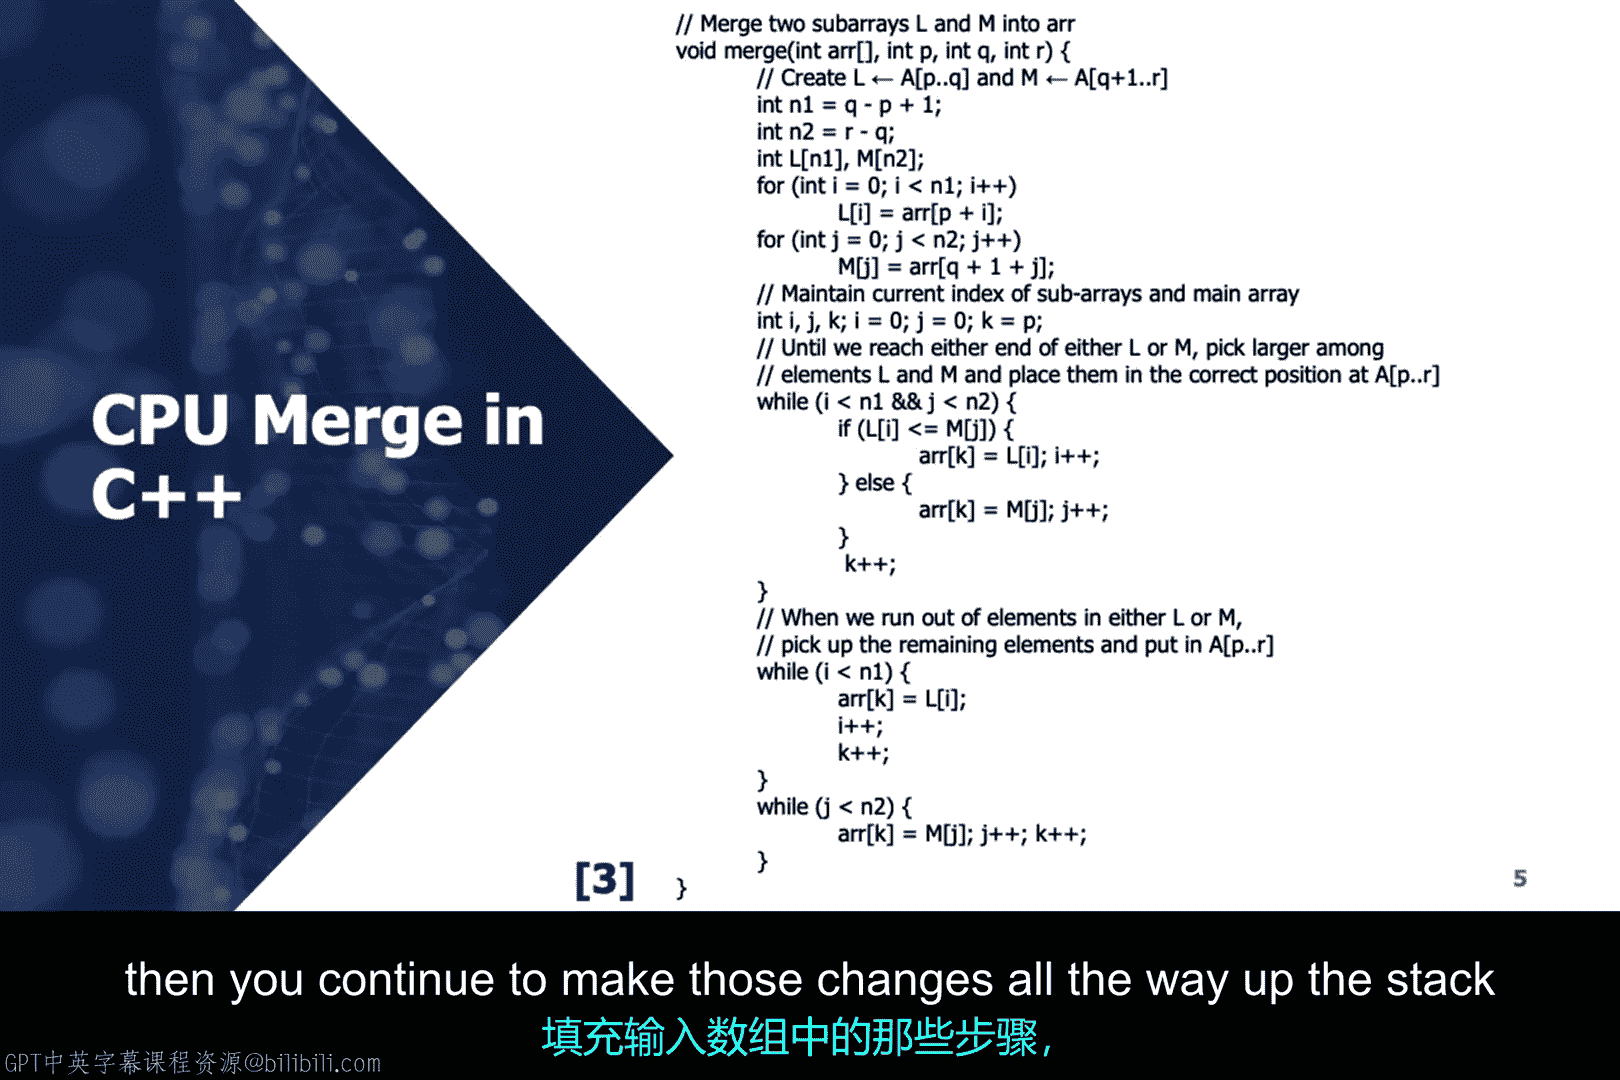 // Merge two subarrays L and M into arr
void merge(int arr[], int p, int q, int r) {
// Create L ← A[p..q] and M ← A[q+1..r]
int n1 = q - p + 1;
int n2 = r - q;
int L[n1], M[n2];
for (int i = 0; i < n1; i++)
L[i] = arr[p + i];
for (int j = 0; j < n2; j++)
M[j] = arr[q + 1 + j];
// Maintain current index of sub-arrays and main array
int i, j, k; i = 0; j = 0; k = p;
// Until we reach either end of either L or M, pick larger among
// elements L and M and place them in the correct position at A[p..r]
while (i < n1 && j < n2) {
if (L[i] <= M[j]) {
arr[k] = L[i]; i++;
} else {
arr[k] = M[j]; j++;
}
k++;
}
// When we run out of elements in either L or M,
// pick up the remaining elements and put in A[p..r]
while (i < n1) {
arr[k] = L[i];
i++;
k++;
}
while (j < n2) {
arr[k] = M[j]; j++; k++;
}
}
CPU Merge in
C++
[3]
5
then you continue to make those changes all the way up the stack
填充输入数组中的那些步骤，
GPT中英字幕课程资源@bilibili.com